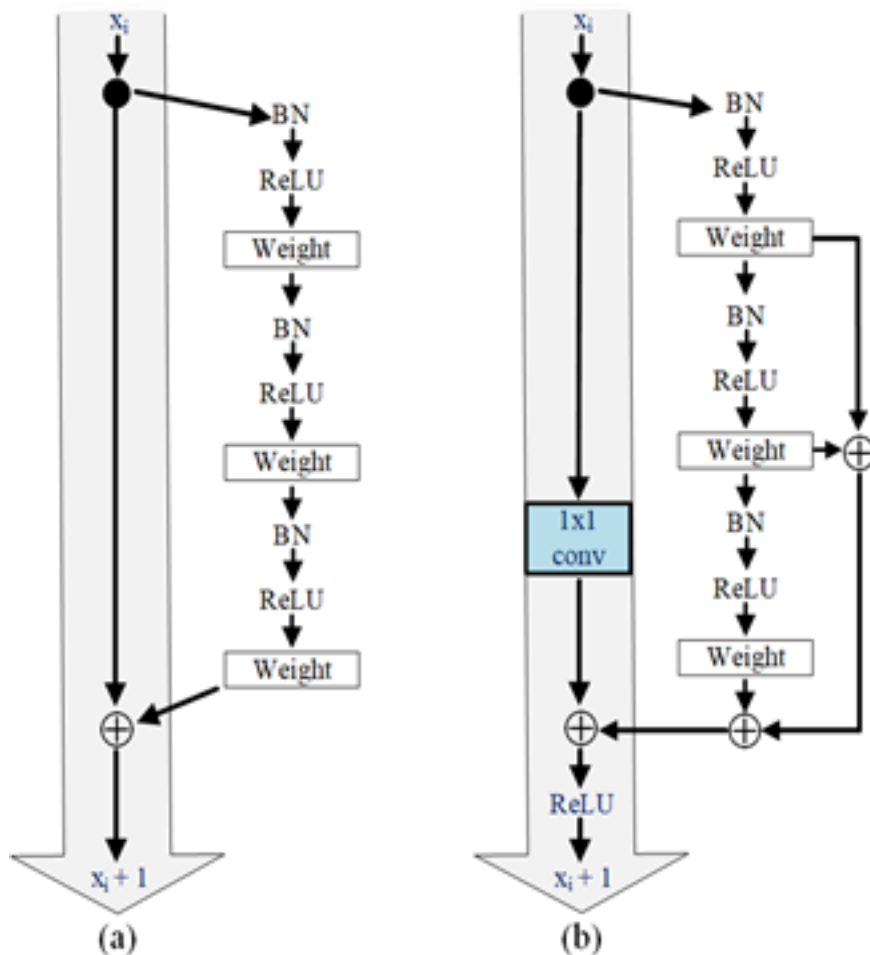 xᵢ
BN
ReLU
Weight
BN
ReLU
Weight
BN
ReLU
Weight
xᵢ + 1
(a)
xᵢ
BN
ReLU
Weight
BN
ReLU
Weight
BN
ReLU
Weight
1x1
conv
ReLU
xᵢ + 1
(b)